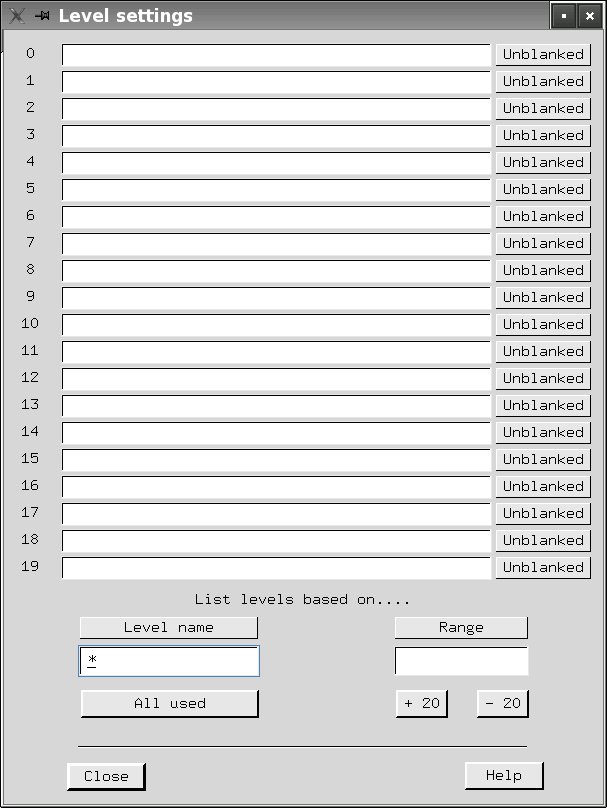 Level settings
0 Unblanked
1 Unblanked
2 Unblanked
3 Unblanked
4 Unblanked
5 Unblanked
6 Unblanked
7 Unblanked
8 Unblanked
9 Unblanked
10 Unblanked
11 Unblanked
12 Unblanked
13 Unblanked
14 Unblanked
15 Unblanked
16 Unblanked
17 Unblanked
18 Unblanked
19 Unblanked
List levels based on....
Level name Range
*
All used + 20 - 20
Close Help